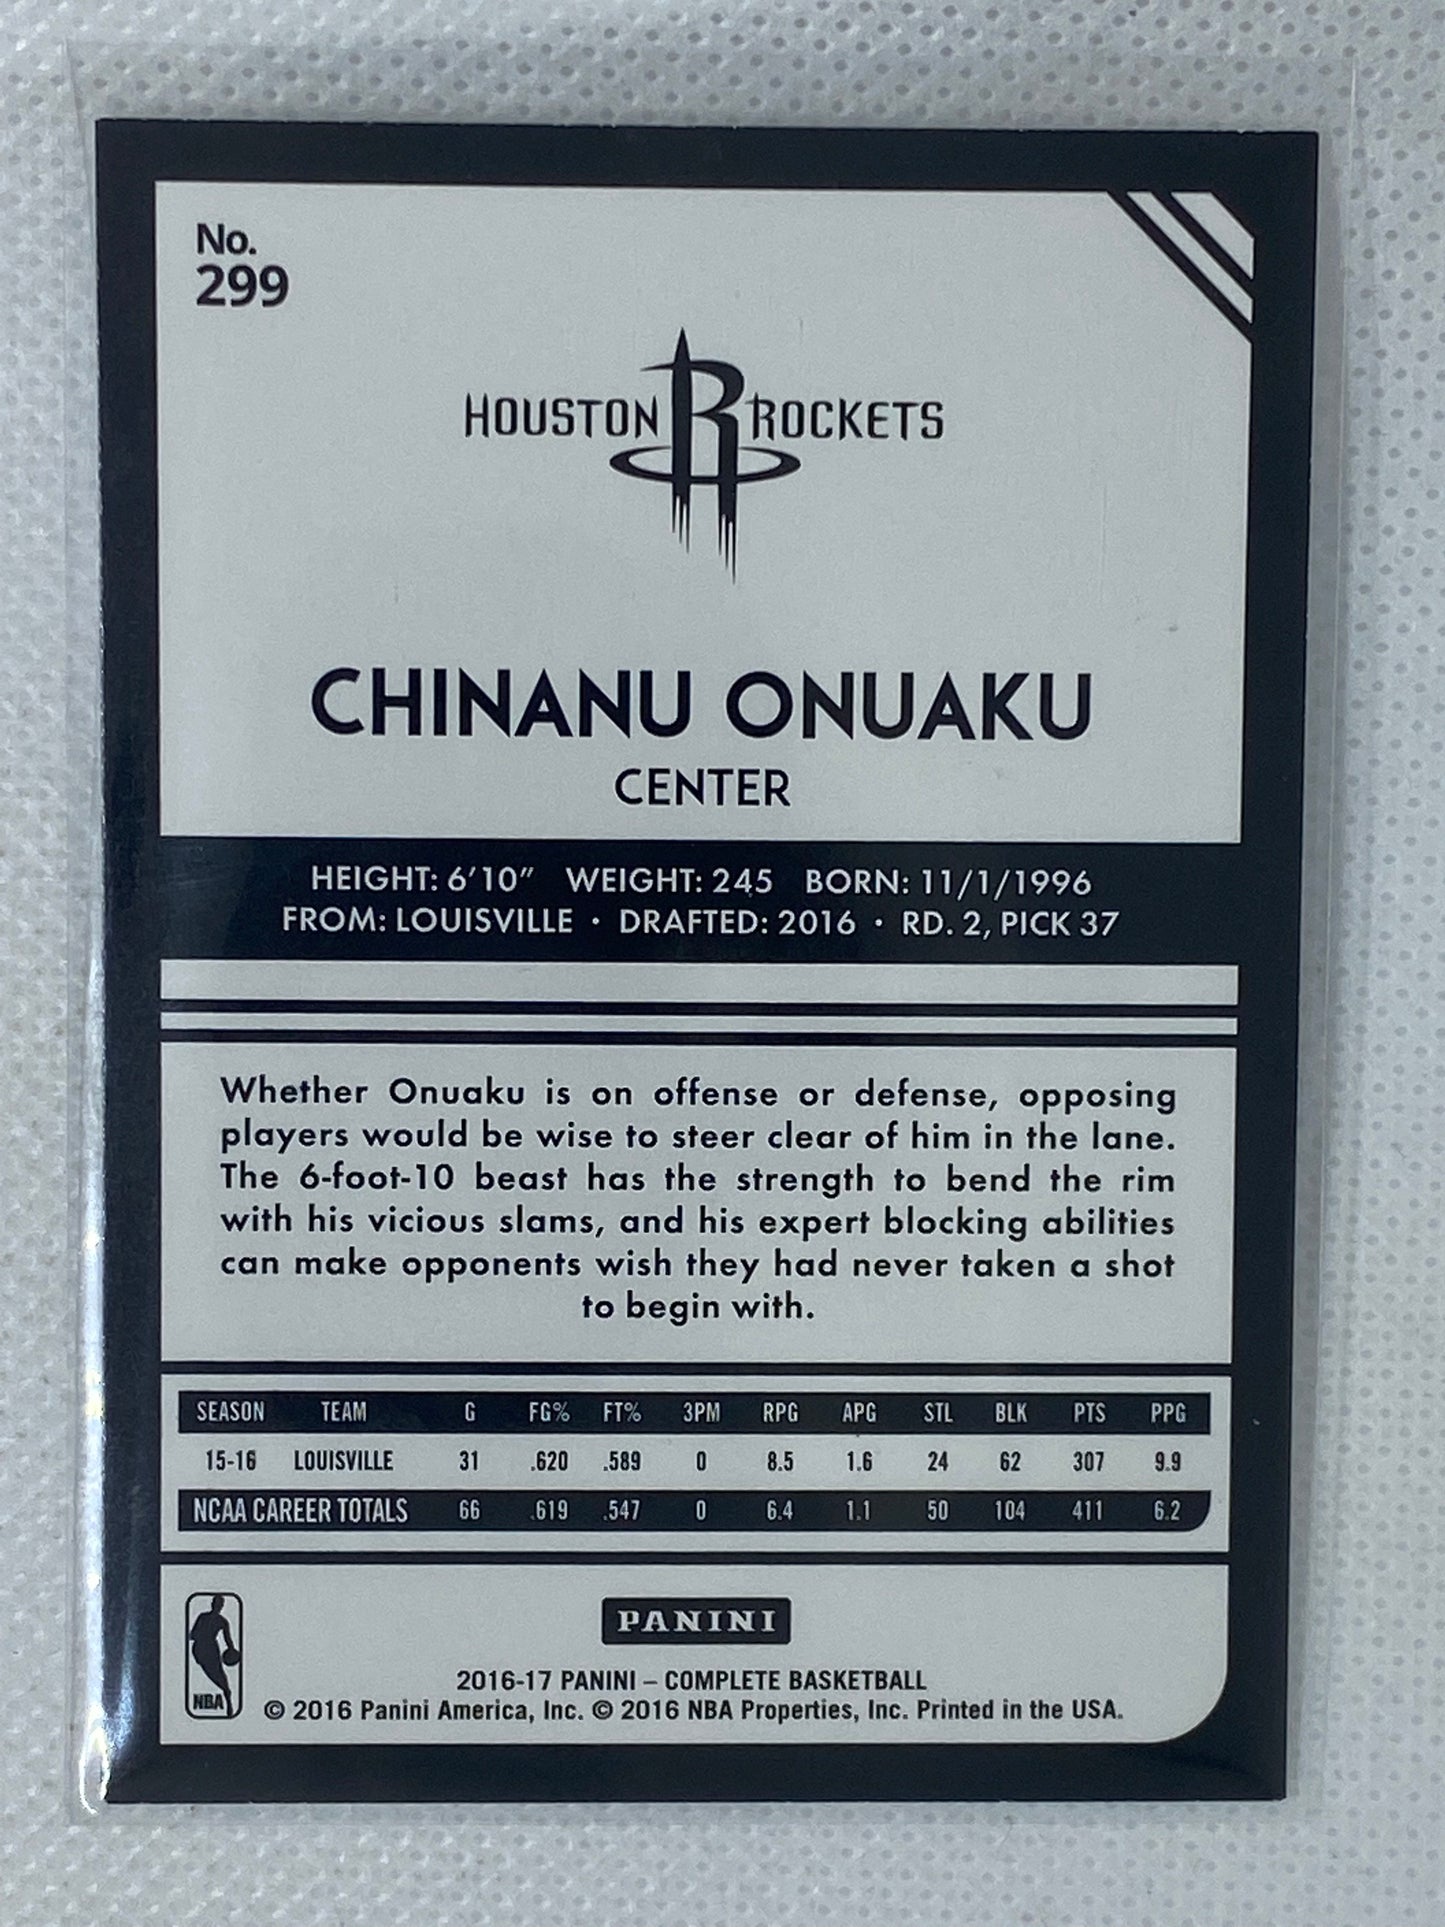 No.
299
HOUSTON R ROCKETS
CHINANU ONUAKU
CENTER
HEIGHT: 6'10" WEIGHT: 245 BORN: 11/1/1996
FROM: LOUISVILLE • DRAFTED: 2016 • RD. 2, PICK 37
Whether Onuaku is on offense or defense, opposing
players would be wise to steer clear of him in the lane.
The 6-foot-10 beast has the strength to bend the rim
with his vicious slams, and his expert blocking abilities
can make opponents wish they had never taken a shot
to begin with.
SEASON TEAM G FG% FT% 3PM RPG APG STL BLK PTS PPG
15-16 LOUISVILLE 31 .620 .589 0 8.5 1.6 24 62 307 9.9
NCAA CAREER TOTALS 66 .619 .547 0 6.4 1.1 50 104 411 6.2
PANINI
NBA
2016-17 PANINI – COMPLETE BASKETBALL
© 2016 Panini America, Inc. © 2016 NBA Properties, Inc. Printed in the USA.